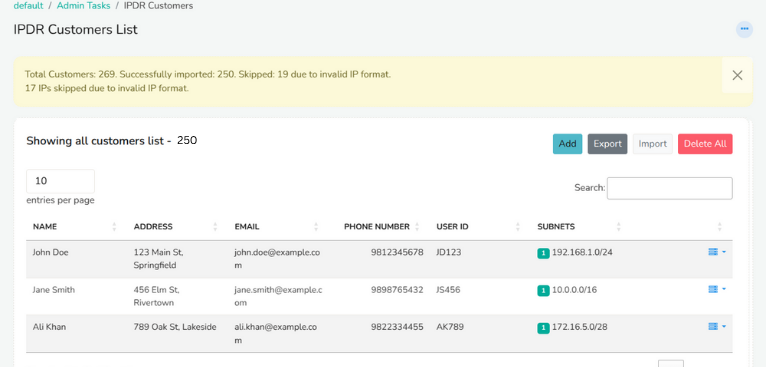 default / Admin Tasks / IPDR Customers
IPDR Customers List
Total Customers: 269. Successfully imported: 250. Skipped: 19 due to invalid IP format.
17 IPs skipped due to invalid IP format.
Showing all customers list - 250
Add Export Import Delete All
10
entries per page
Search:
NAME ADDRESS EMAIL PHONE NUMBER USER ID SUBNETS
John Doe 123 Main St, john.doe@example.co 9812345678 JD123 1 192.168.1.0/24
Springfield m
Jane Smith 456 Elm St, jane.smith@example.c 9898765432 JS456 1 10.0.0.0/16
Rivertown om
Ali Khan 789 Oak St, Lakeside ali.khan@example.co 9822334455 AK789 1 172.16.5.0/28
m